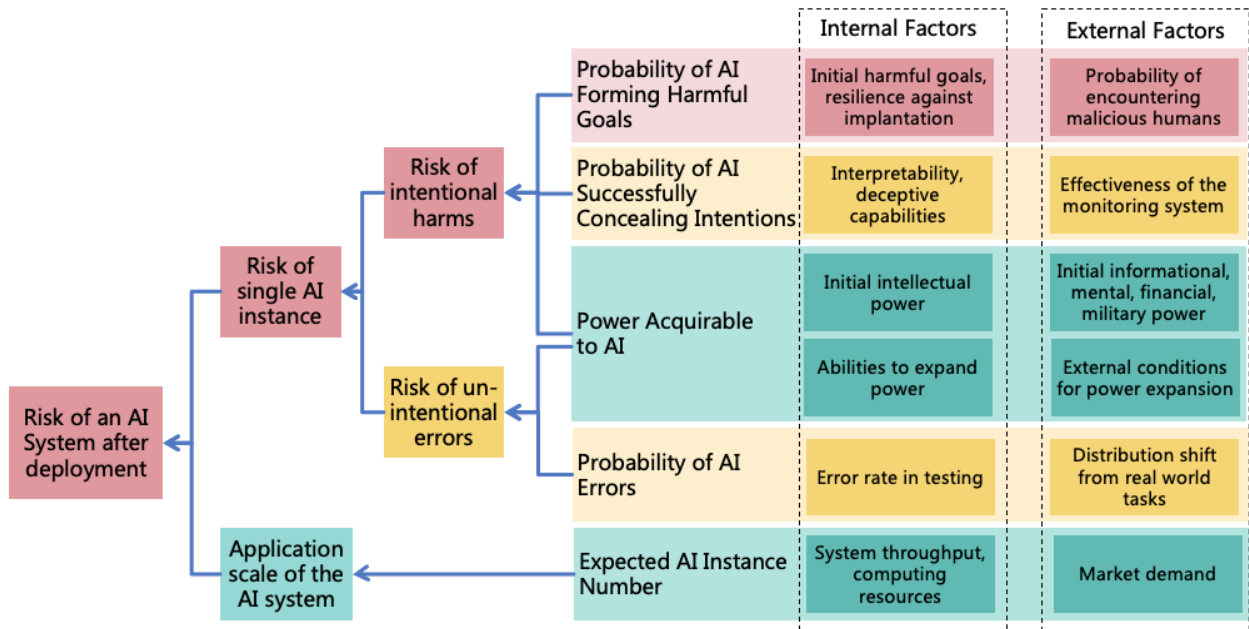 Internal Factors
External Factors
Probability of AI
Forming Harmful
Goals
Initial harmful goals,
resilience against
implantation
Probability of
encountering
malicious humans
Risk of
intentional
harms
Probability of AI
Successfully
Concealing Intentions
Interpretability,
deceptive
capabilities
Effectiveness of the
monitoring system
Risk of
single AI
instance
Power Acquirable
to AI
Initial intellectual
power
Initial informational,
mental, financial,
military power
Abilities to expand
power
External conditions
for power expansion
Risk of un-
intentional
errors
Risk of an AI
System after
deployment
Probability of AI
Errors
Error rate in testing
Distribution shift
from real world
tasks
Application
scale of the
AI system
Expected AI Instance
Number
System throughput,
computing
resources
Market demand